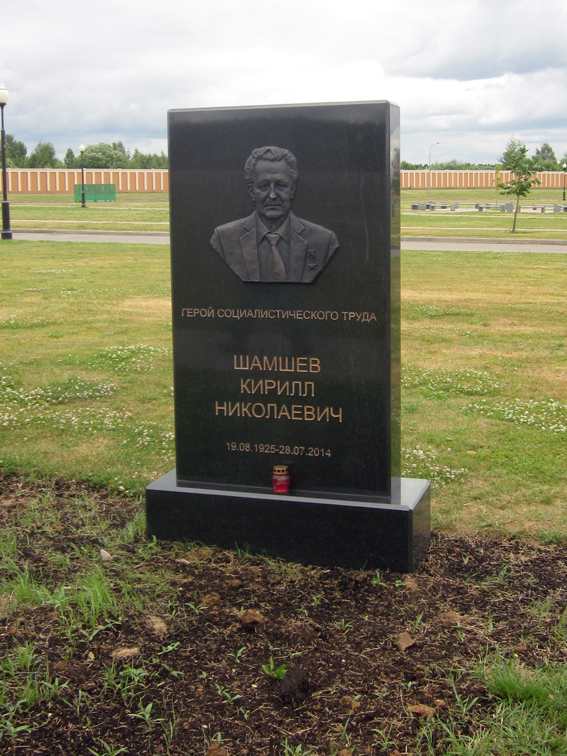 ГЕРОЙ СОЦИАЛИСТИЧЕСКОГО ТРУДА
ШАМШЕВ
КИРИЛЛ
НИКОЛАЕВИЧ
19.08.1925-28.07.2014